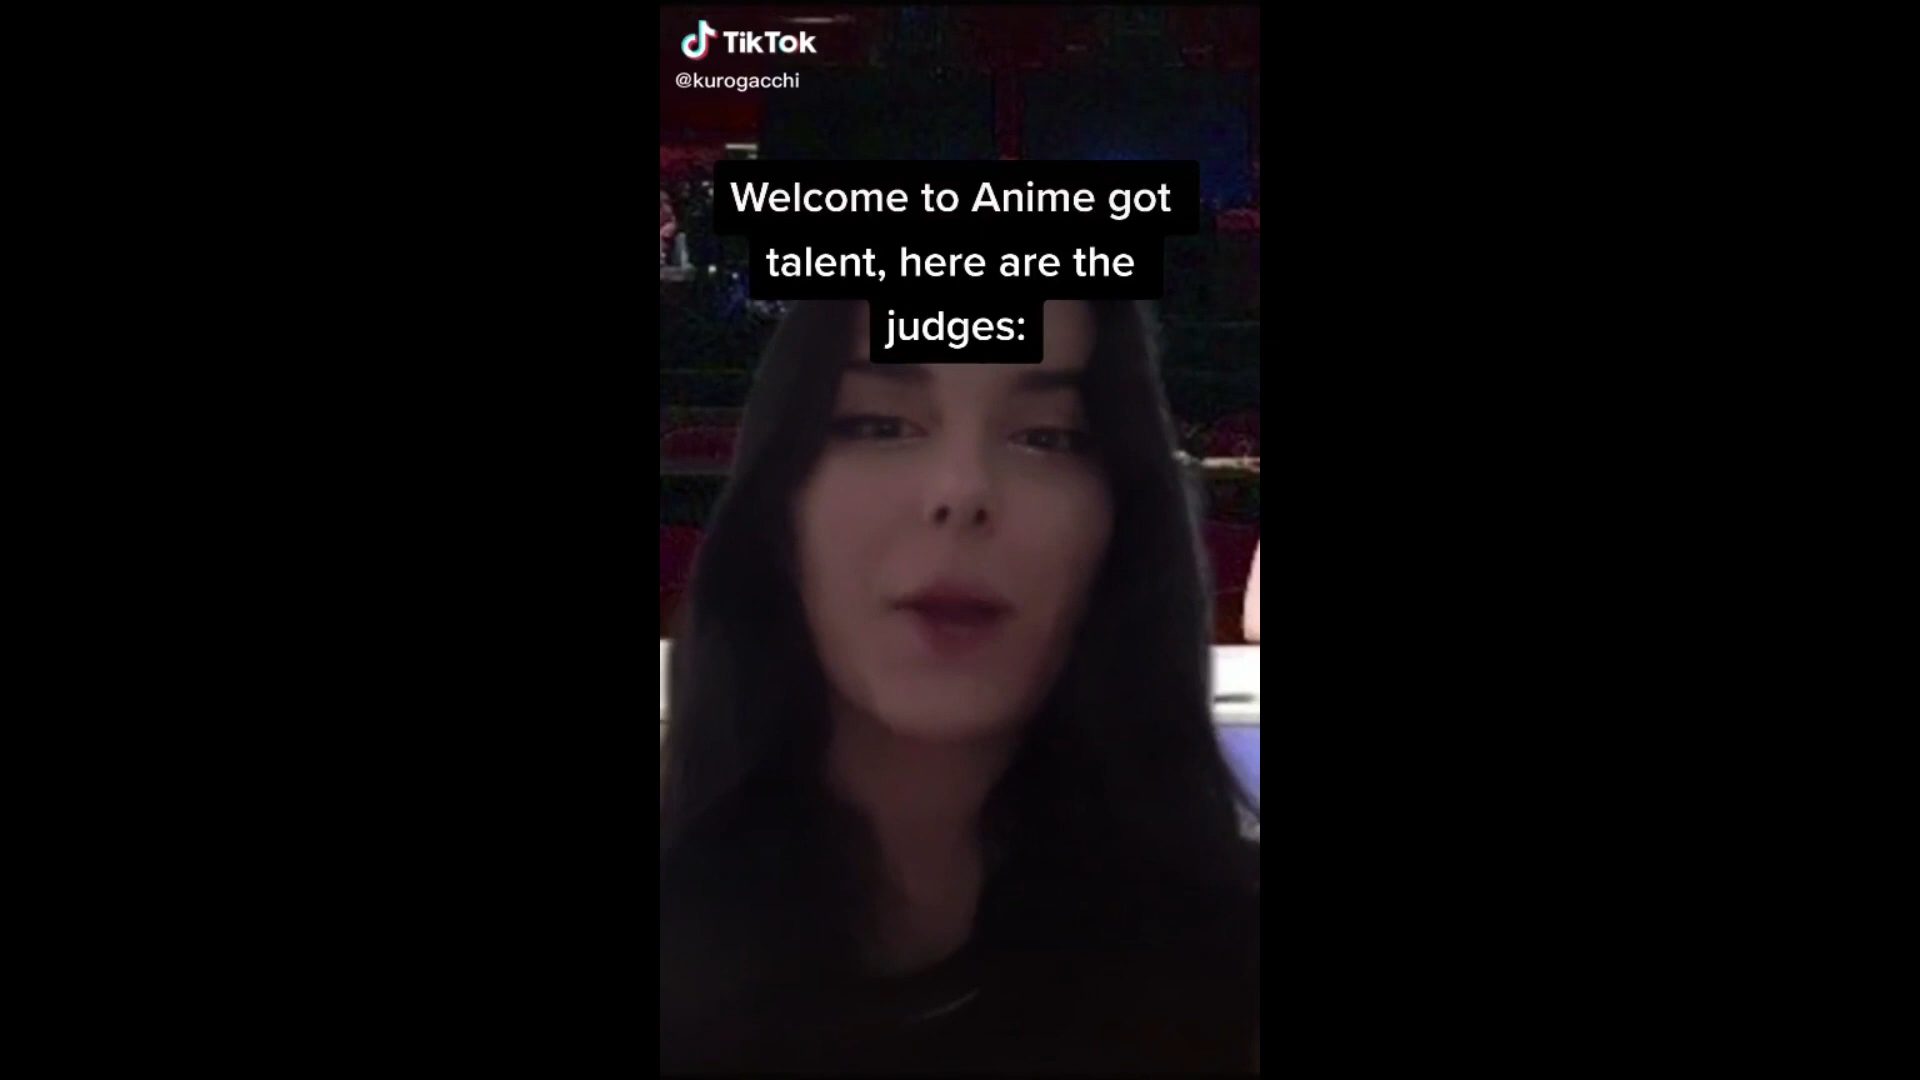 TikTok
@kurogacchi
Welcome to Anime got
talent, here are the
judges: